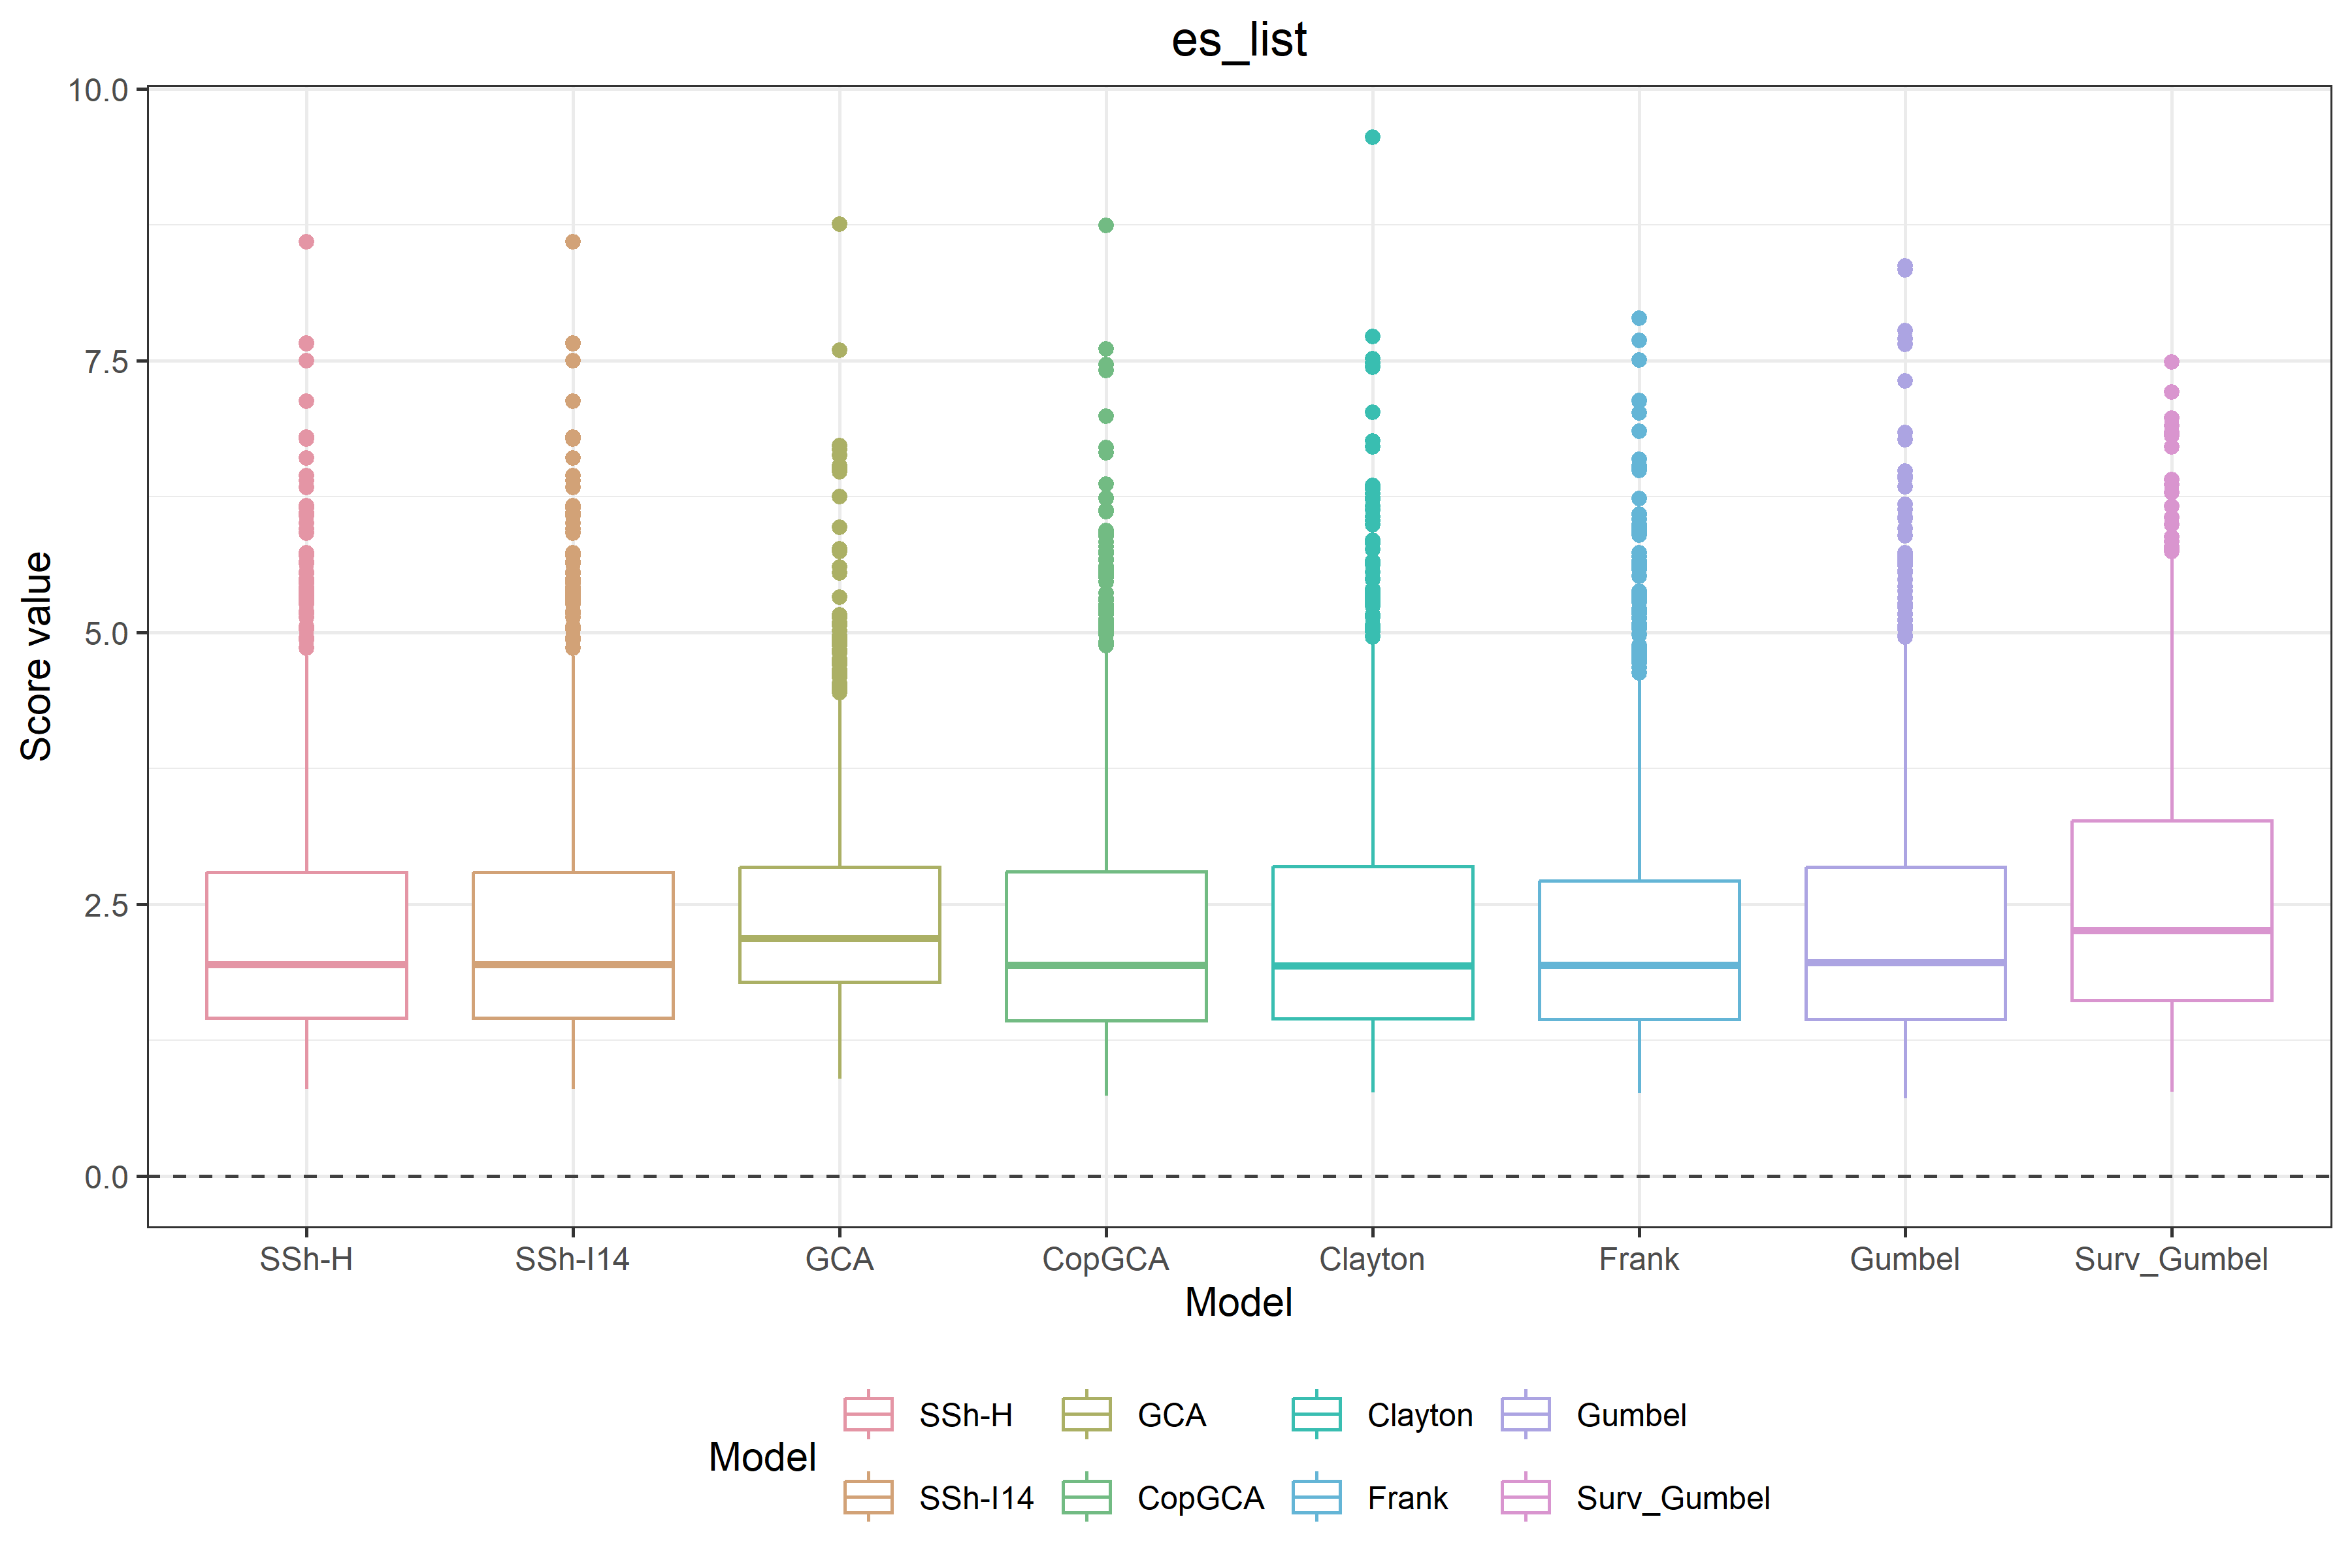 es_list
10.0
7.5
5.0
2.5
0.0
Score value
SSh-H SSh-I14 GCA CopGCA Clayton Frank Gumbel Surv_Gumbel
Model
Model
SSh-H GCA Clayton Gumbel
SSh-I14 CopGCA Frank Surv_Gumbel